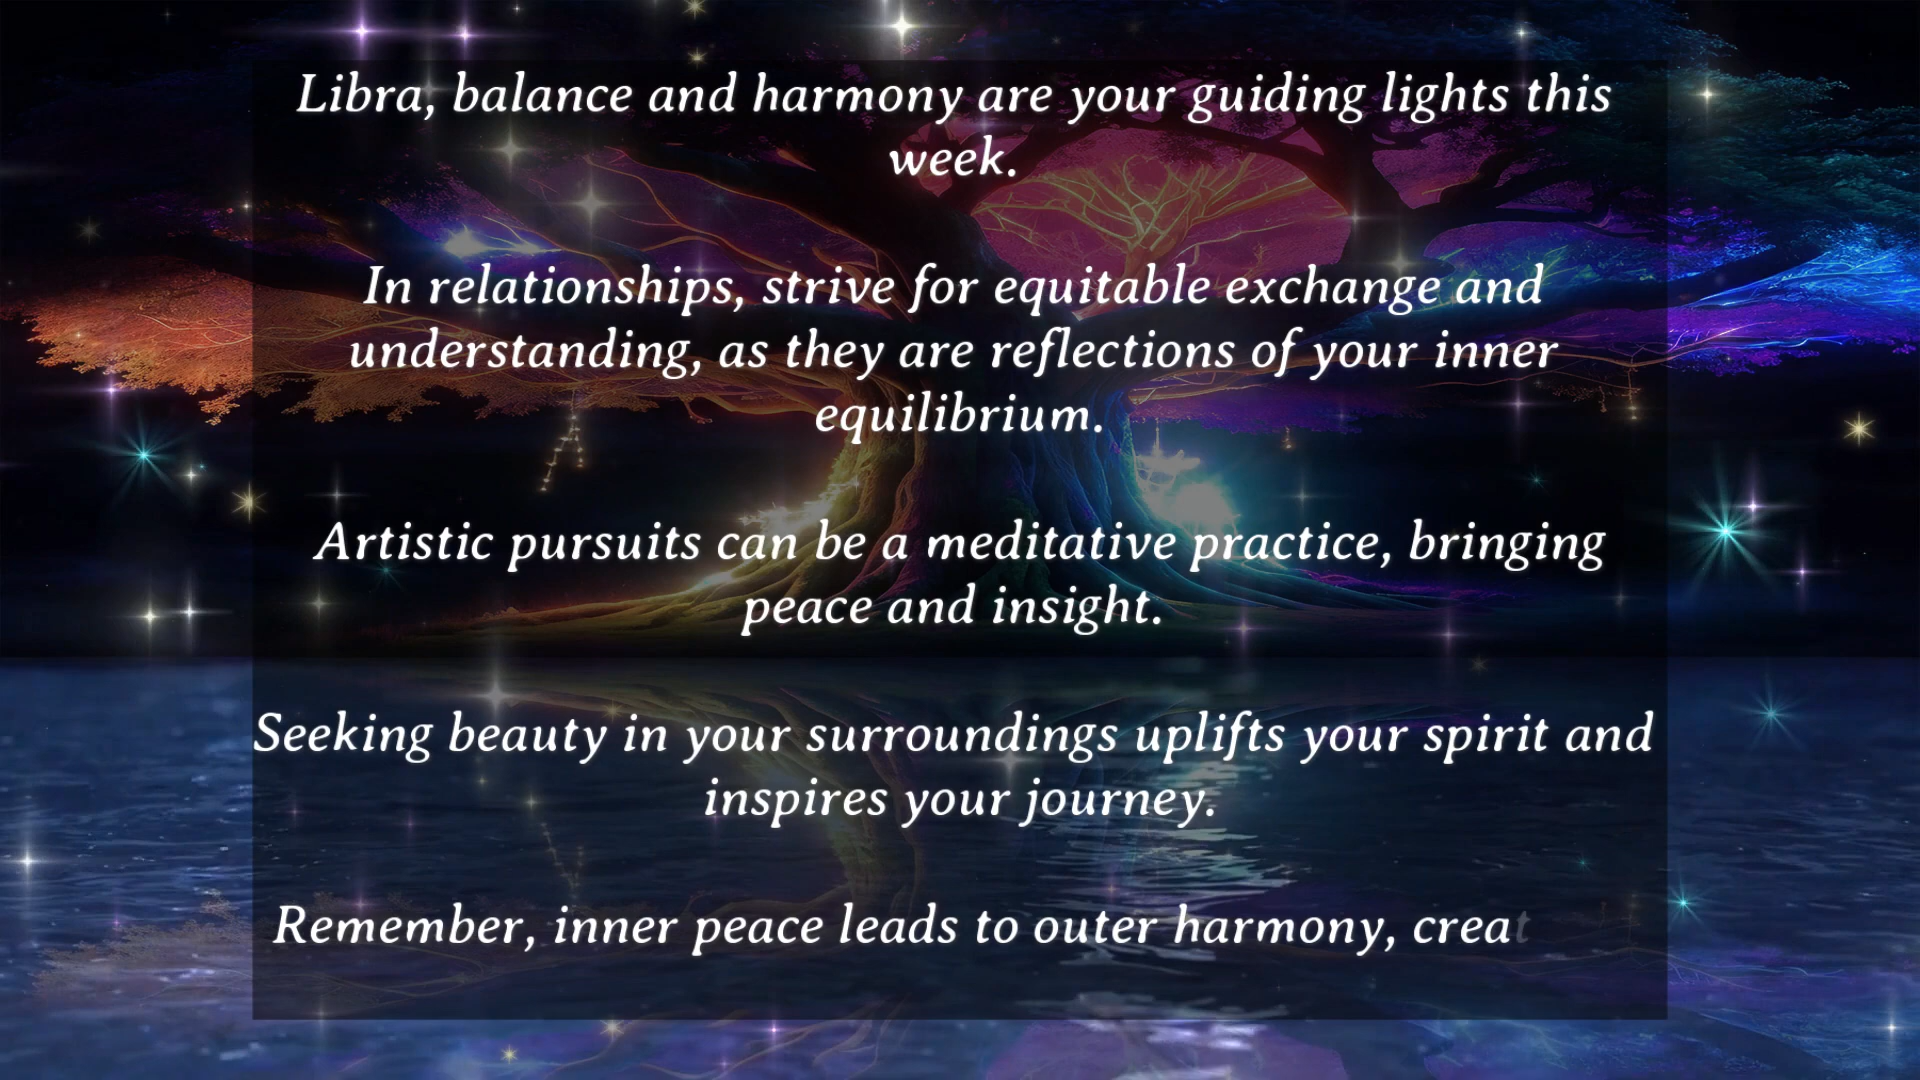 Libra, balance and harmony are your guiding lights this
week.
In relationships, strive for equitable exchange and
understanding, as they are reflections of your inner
equilibrium.
Artistic pursuits can be a meditative practice, bringing
peace and insight.
Seeking beauty in your surroundings uplifts your spirit and
inspires your journey.
Remember, inner peace leads to outer harmony, creat